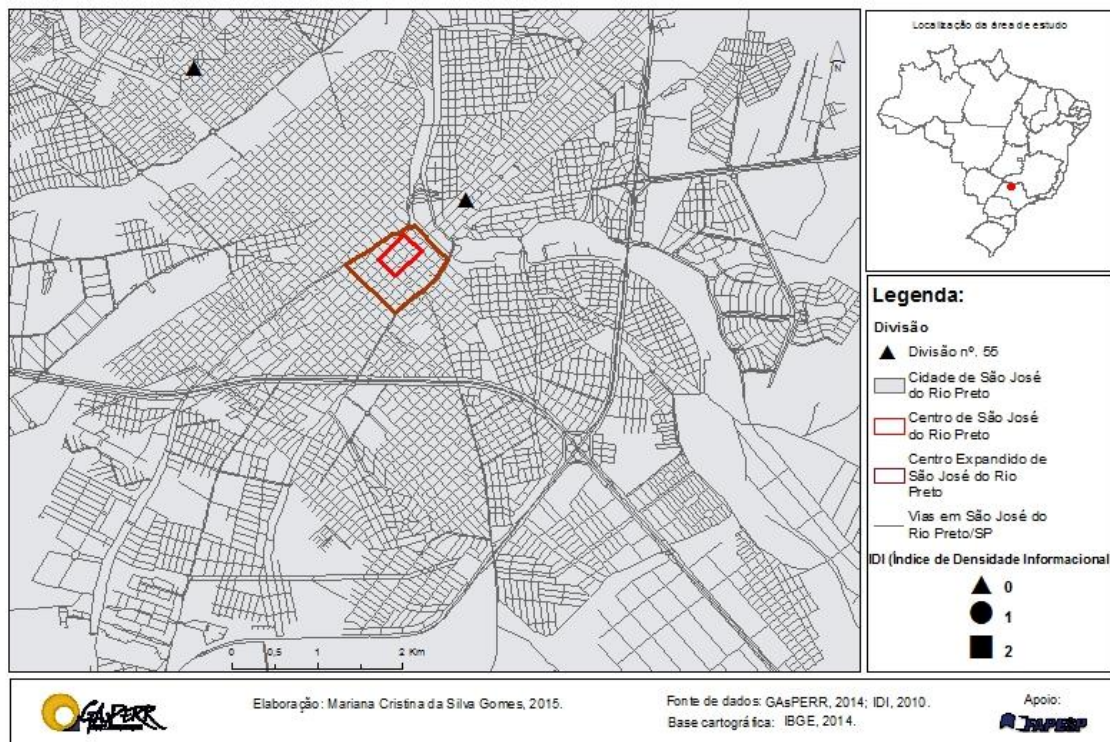 Localização da área de estudo
N
Legenda:
Divisão
Divisão nº. 55
Cidade de São José
do Rio Preto
Centro de São José
do Rio Preto
Centro Expandido de
São José do Rio
Preto
Vias em São José do
Rio Preto/SP
IDI (Índice de Densidade Informacional
0
1
2
0 0,5 1 2 Km
GAsPERR
Elaboração: Mariana Cristina da Silva Gomes, 2015.
Fonte de dados: GAsPERR, 2014; IDI, 2010.
Base cartográfica: IBGE, 2014.
Apoio:
FAPESP